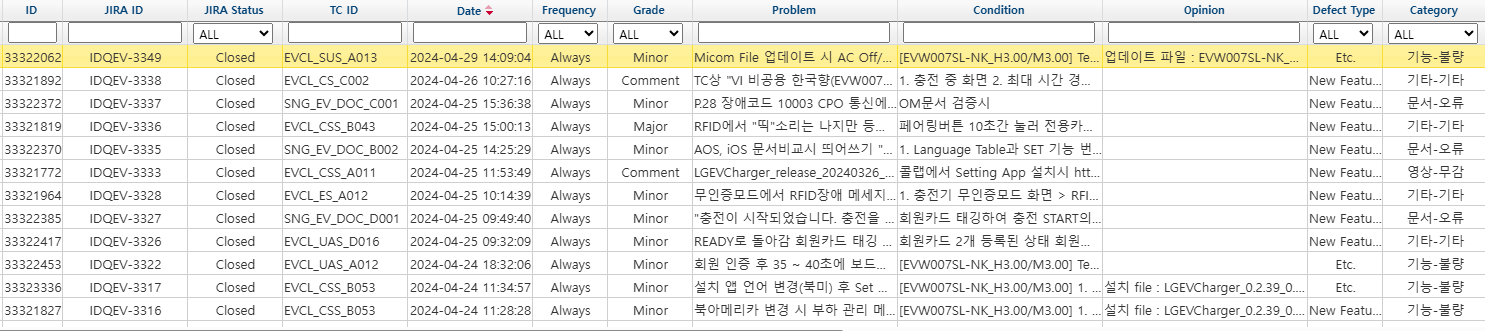 ID JIRA ID JIRA Status TC ID Date Frequency Grade Problem Condition Opinion Defect Type Category
ALL ALL ALL ALL ALL
33322062 IDQEV-3349 Closed EVCL_SUS_A013 2024-04-29 14:09:04 Always Minor Micom File 업데이트 시 AC Off/... [EVW007SL-NK_H3.00/M3.00] Te... 업데이트 파일 : EVW007SL-NK_... Etc. 기능-불량
33321892 IDQEV-3338 Closed EVCL_CS_C002 2024-04-26 10:27:16 Always Comment TC상 "VI 비공용 한국향(EVW007... 1. 충전 중 화면 2. 최대 시간 경... New Featu... 기타-기타
33322372 IDQEV-3337 Closed SNG_EV_DOC_C001 2024-04-25 15:36:38 Always Minor P.28 장애코드 10003 CPO 통신에... OM문서 검증시 New Featu... 문서-오류
33321819 IDQEV-3336 Closed EVCL_CSS_B043 2024-04-25 15:00:13 Always Major RFID에서 "띡"소리는 나지만 등... 페어링버튼 10초간 눌러 전용카... New Featu... 기타-기타
33322370 IDQEV-3335 Closed SNG_EV_DOC_B002 2024-04-25 14:25:29 Always Minor AOS, iOS 문서비교시 띄어쓰기 "... 1. Language Table과 SET 기능 번... New Featu... 문서-오류
33321772 IDQEV-3333 Closed EVCL_CSS_A011 2024-04-25 11:53:49 Always Comment LGEVCharger_release_20240326_... 콜랩에서 Setting App 설치시 htt... New Featu... 영상-무감
33321964 IDQEV-3328 Closed EVCL_ES_A012 2024-04-25 10:14:39 Always Minor 무인증모드에서 RFID장애 메세지... 1. 충전기 무인증모드 화면 > RFI... New Featu... 기타-기타
33322385 IDQEV-3327 Closed SNG_EV_DOC_D001 2024-04-25 09:49:40 Always Minor "충전이 시작되었습니다. 충전을 ... 회원카드 태깅하여 충전 START의... New Featu... 문서-오류
33322417 IDQEV-3326 Closed EVCL_UAS_D016 2024-04-25 09:32:09 Always Minor READY로 돌아감 회원카드 태깅 ... 회원카드 2개 등록된 상태 회원... New Featu... 기타-기타
33322453 IDQEV-3322 Closed EVCL_UAS_A012 2024-04-24 18:32:06 Always Minor 회원 인증 후 35 ~ 40초에 보드... [EVW007SL-NK_H3.00/M3.00] Te... Etc. 기능-불량
33323336 IDQEV-3317 Closed EVCL_CSS_B053 2024-04-24 11:34:57 Always Minor 설치 앱 언어 변경(북미) 후 Set ... [EVW007SL-NK_H3.00/M3.00] 1. ... 설치 file : LGEVCharger_0.2.39_0.... Etc. 기능-불량
33321827 IDQEV-3316 Closed EVCL_CSS_B053 2024-04-24 11:28:28 Always Minor 북아메리카 변경 시 부하 관리 메... [EVW007SL-NK_H3.00/M3.00] 1. ... 설치 file : LGEVCharger_0.2.39_0.... New Featu... 기능-불량